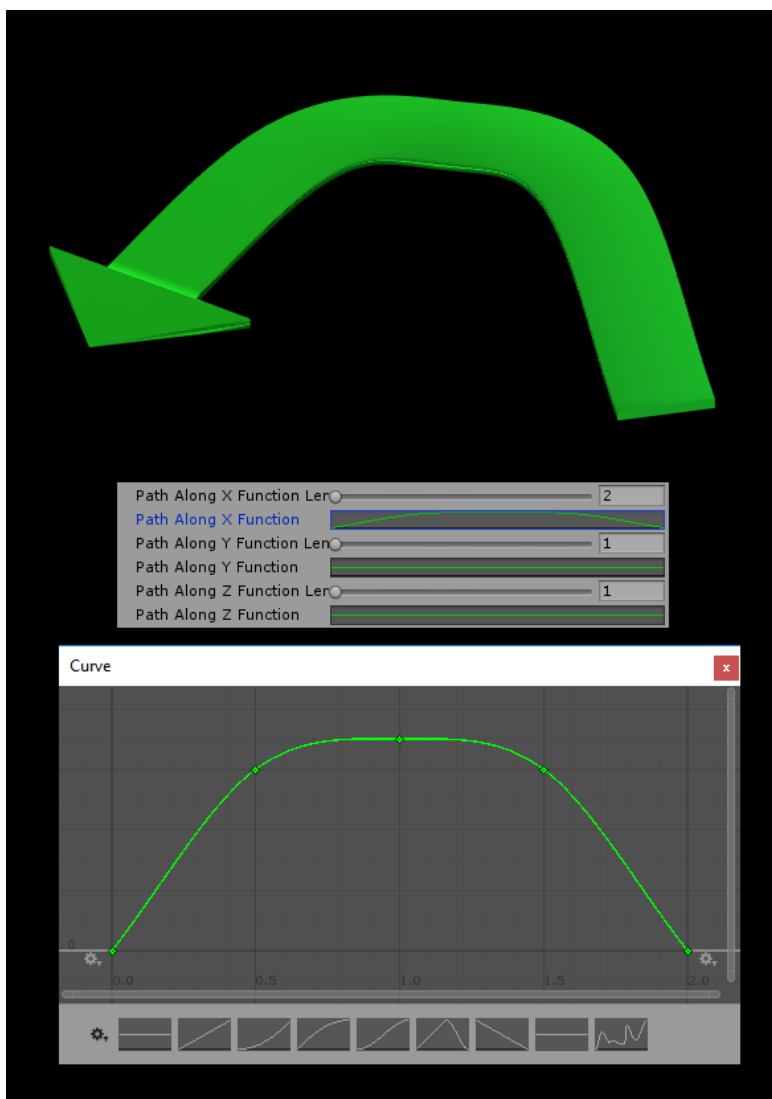 Path Along X Function Ler 2
Path Along X Function
Path Along Y Function Len 1
Path Along Y Function
Path Along Z Function Len 1
Path Along Z Function
Curve x
0
0.0 0.5 1.0 1.5 2.0